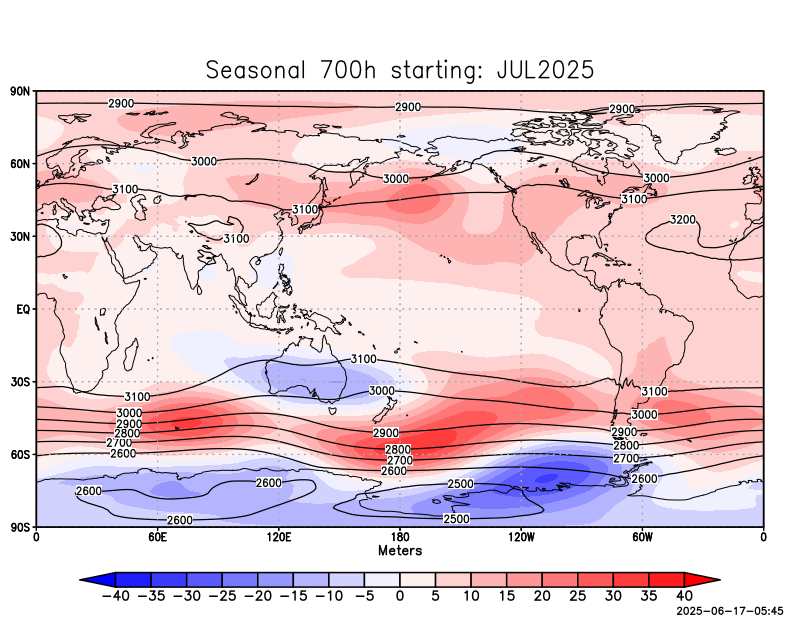 Seasonal 700h starting: JUL2025
90N
2900
2900
2900
60N
3000
3000
3000
3100
3100
3100
3200
30N
3100
EQ
3100
30S
3100
3000
3100
3000
3000
2900
2900
2900
2800
2800
2800
2700
2700
2700
60S
2600
2600
2600
2600
2600
2500
2600
2500
90S
0
60E
120E
180
120W
60W
0
Meters
−40 −35 −30 −25 −20 −15 −10 −5 0 5 10 15 20 25 30 35 40
2025-06-17-05:45